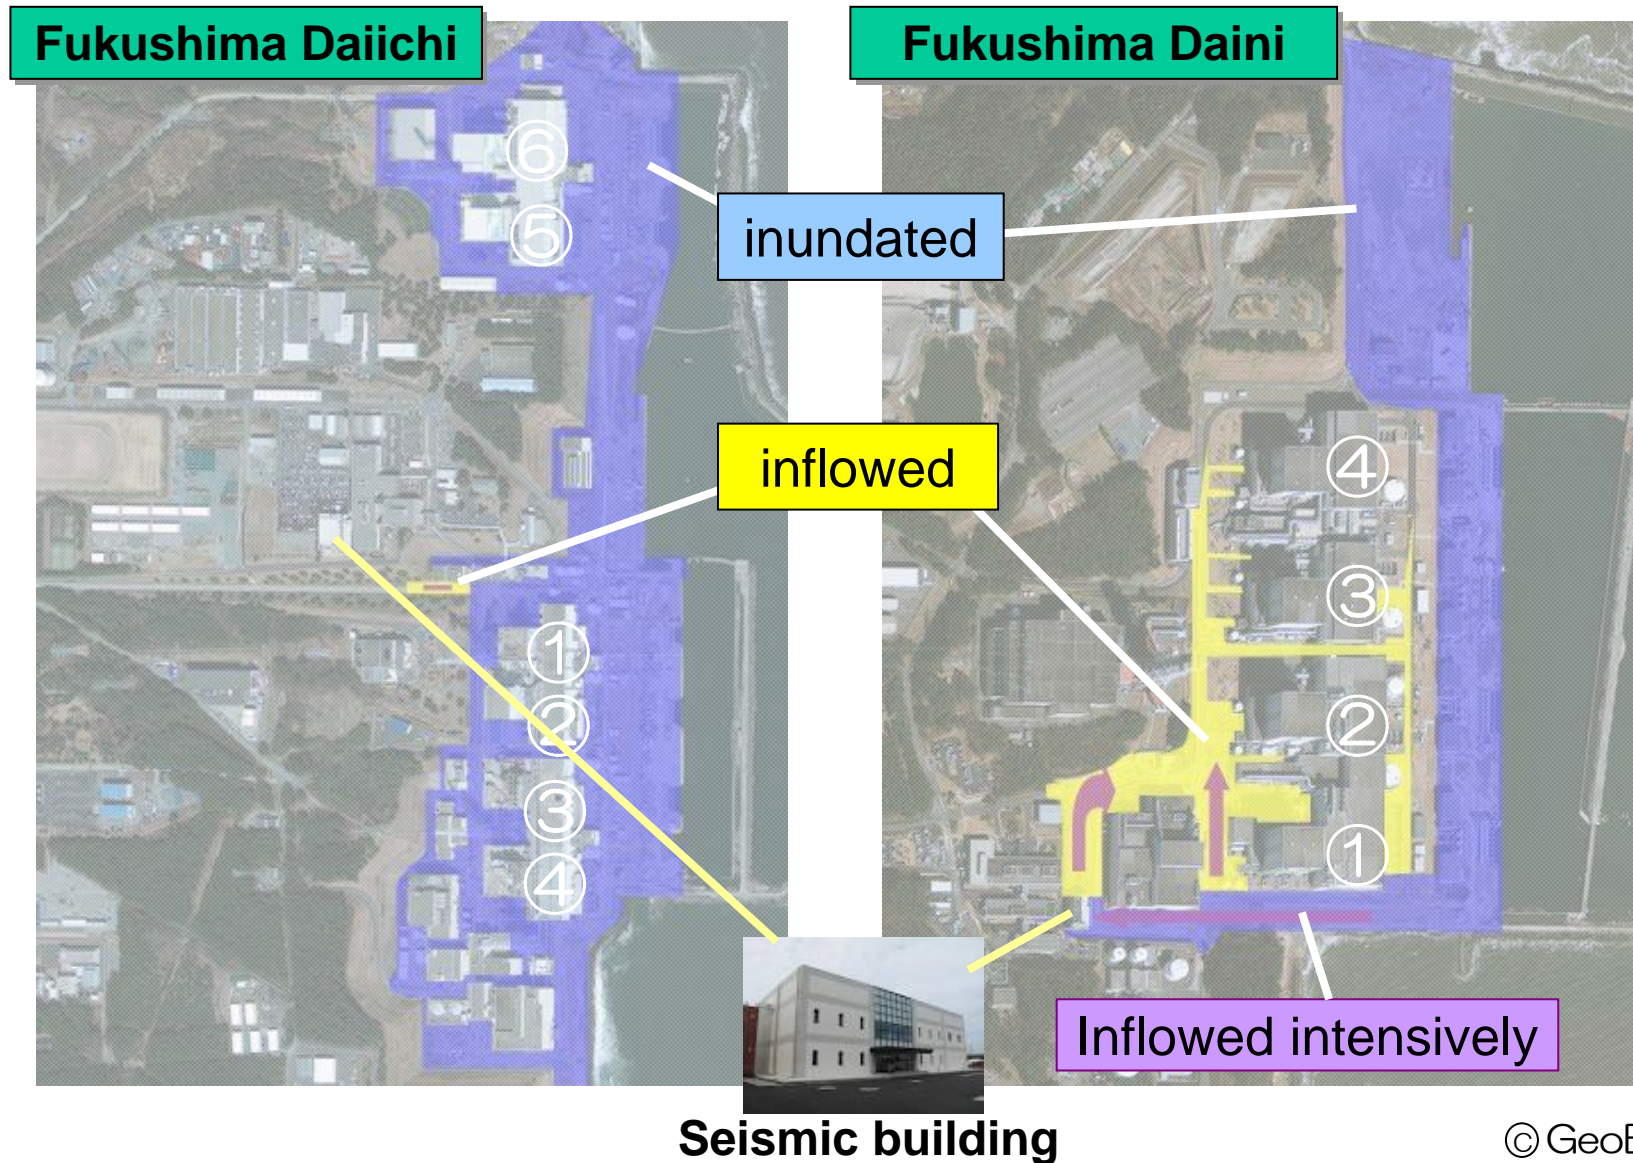 Fukushima Daiichi
Fukushima Daini
⑥
⑤
inundated
inflowed
④
③
②
①
①
②
③
④
Inflowed intensively
Seismic building
© GeoE